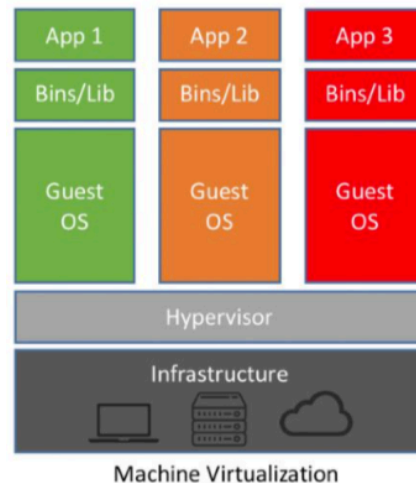 App 1
App 2
App 3
Bins/Lib
Bins/Lib
Bins/Lib
Guest
OS
Guest
OS
Guest
OS
Hypervisor
Infrastructure
Machine Virtualization